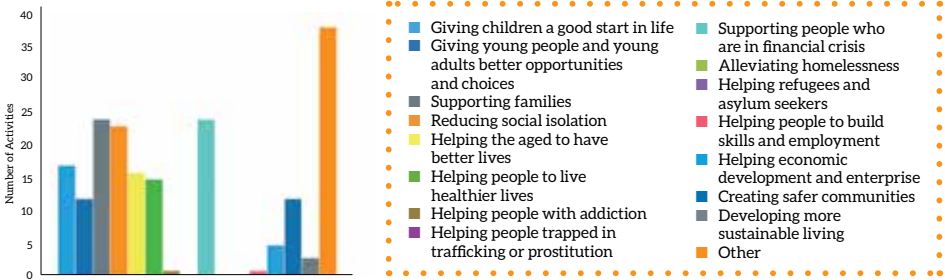 Number of Activities
40
35
30
25
20
15
10
5
0
Giving children a good start in life
Giving young people and young
adults better opportunities
and choices
Supporting families
Reducing social isolation
Helping the aged to have
better lives
Helping people to live
healthier lives
Helping people with addiction
Helping people trapped in
trafficking or prostitution
Supporting people who
are in financial crisis
Alleviating homelessness
Helping refugees and
asylum seekers
Helping people to build
skills and employment
Helping economic
development and enterprise
Creating safer communities
Developing more
sustainable living
Other